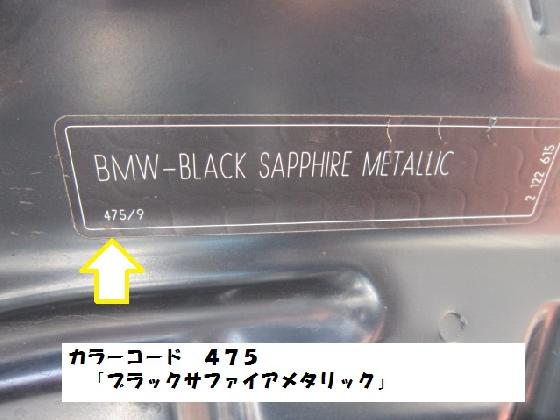 BMW-BLACK SAPPHIRE METALLIC
475/9
2 122 615
カラーコード　４７５
「ブラックサファイアメタリック」